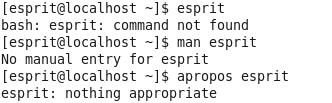 [esprit@localhost ~]$ esprit
bash: esprit: command not found
[esprit@localhost ~]$ man esprit
No manual entry for esprit
[esprit@localhost ~]$ apropos esprit
esprit: nothing appropriate